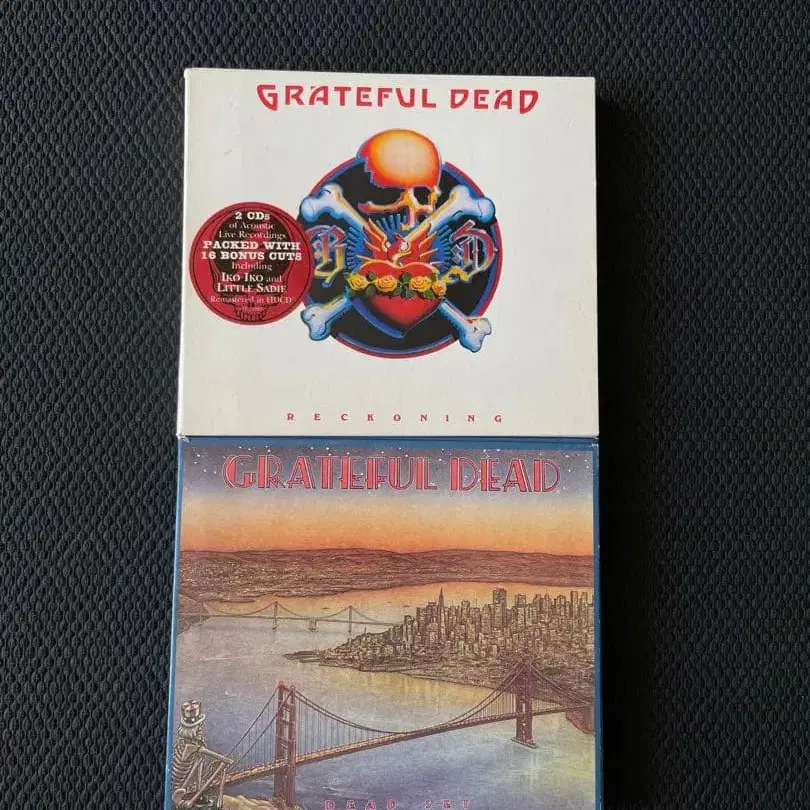 GRATEFUL DEAD
2 CDs
of Acoustic
Live Recordings
PACKED WITH
16 BONUS CUTS
Including
IKO IKO and
LITTLE SADIE
Remastered in HDCD
RECKONING
GRATEFUL DEAD
DEAD SET